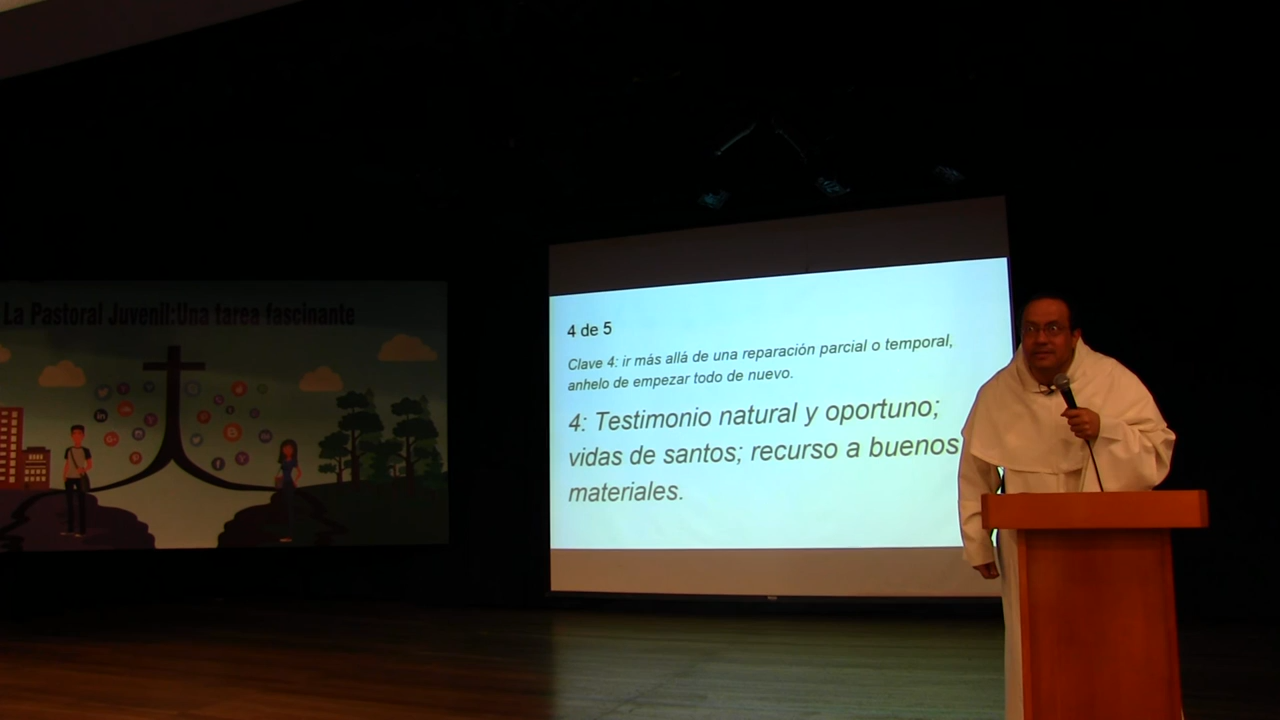 La Pastoral Juvenil:Una tarea fascinante
4 de 5
Clave 4: ir más allá de una reparación parcial o temporal,
anhelo de empezar todo de nuevo.
4: Testimonio natural y oportuno;
vidas de santos; recurso a buenos
materiales.